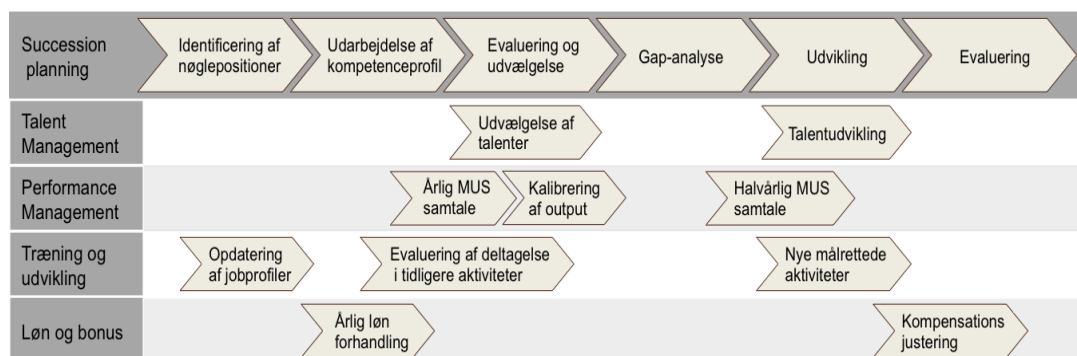 Succession
planning
Identificering af
nøglepositioner
Udarbejdelse af
kompetenceprofil
Evaluering og
udvælgelse
Gap-analyse
Udvikling
Evaluering
Talent
Management
Udvælgelse af
talenter
Talentudvikling
Performance
Management
Årlig MUS
samtale
Kalibrering
af output
Halvårlig MUS
samtale
Træning og
udvikling
Opdatering
af jobprofiler
Evaluering af deltagelse
i tidligere aktiviteter
Nye målrettede
aktiviteter
Løn og bonus
Årlig løn
forhandling
Kompensations
justering